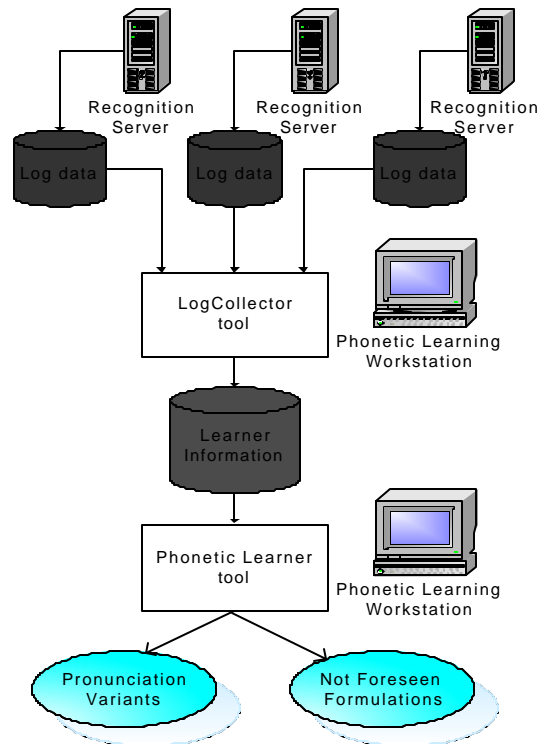 Recognition
Server
Recognition
Server
Recognition
Server
Log data
Log data
Log data
LogCollector
tool
Phonetic Learning
Workstation
Learner
Information
Phonetic Learner
tool
Phonetic Learning
Workstation
Pronunciation
Variants
Not Foreseen
Formulations